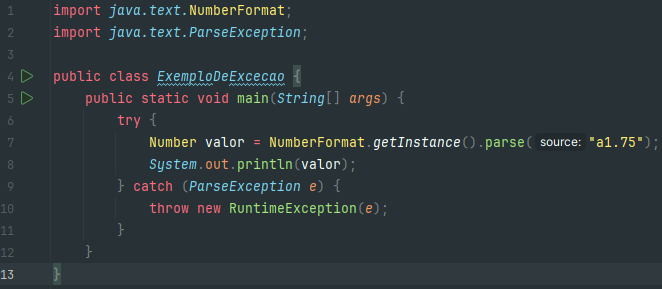 1 import java.text.NumberFormat;
2 import java.text.ParseException;
3
4 public class ExemploDeExcecao {
5 public static void main(String[] args) {
6 try {
7 Number valor = NumberFormat.getInstance().parse( source: "a1.75");
8 System.out.println(valor);
9 } catch (ParseException e) {
10 throw new RuntimeException(e);
11 }
12 }
13 }